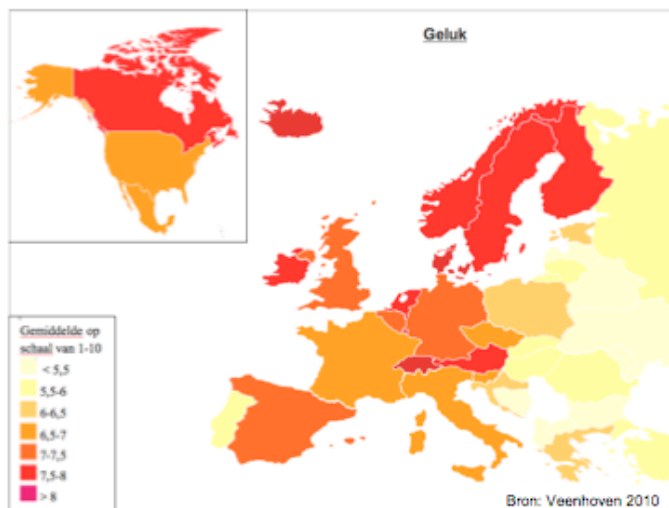 Geluk
Gemiddelde op
schaal van 1-10
< 5,5
5,5-6
6-6,5
6,5-7
7-7,5
7,5-8
> 8
Bron: Veenhoven 2010